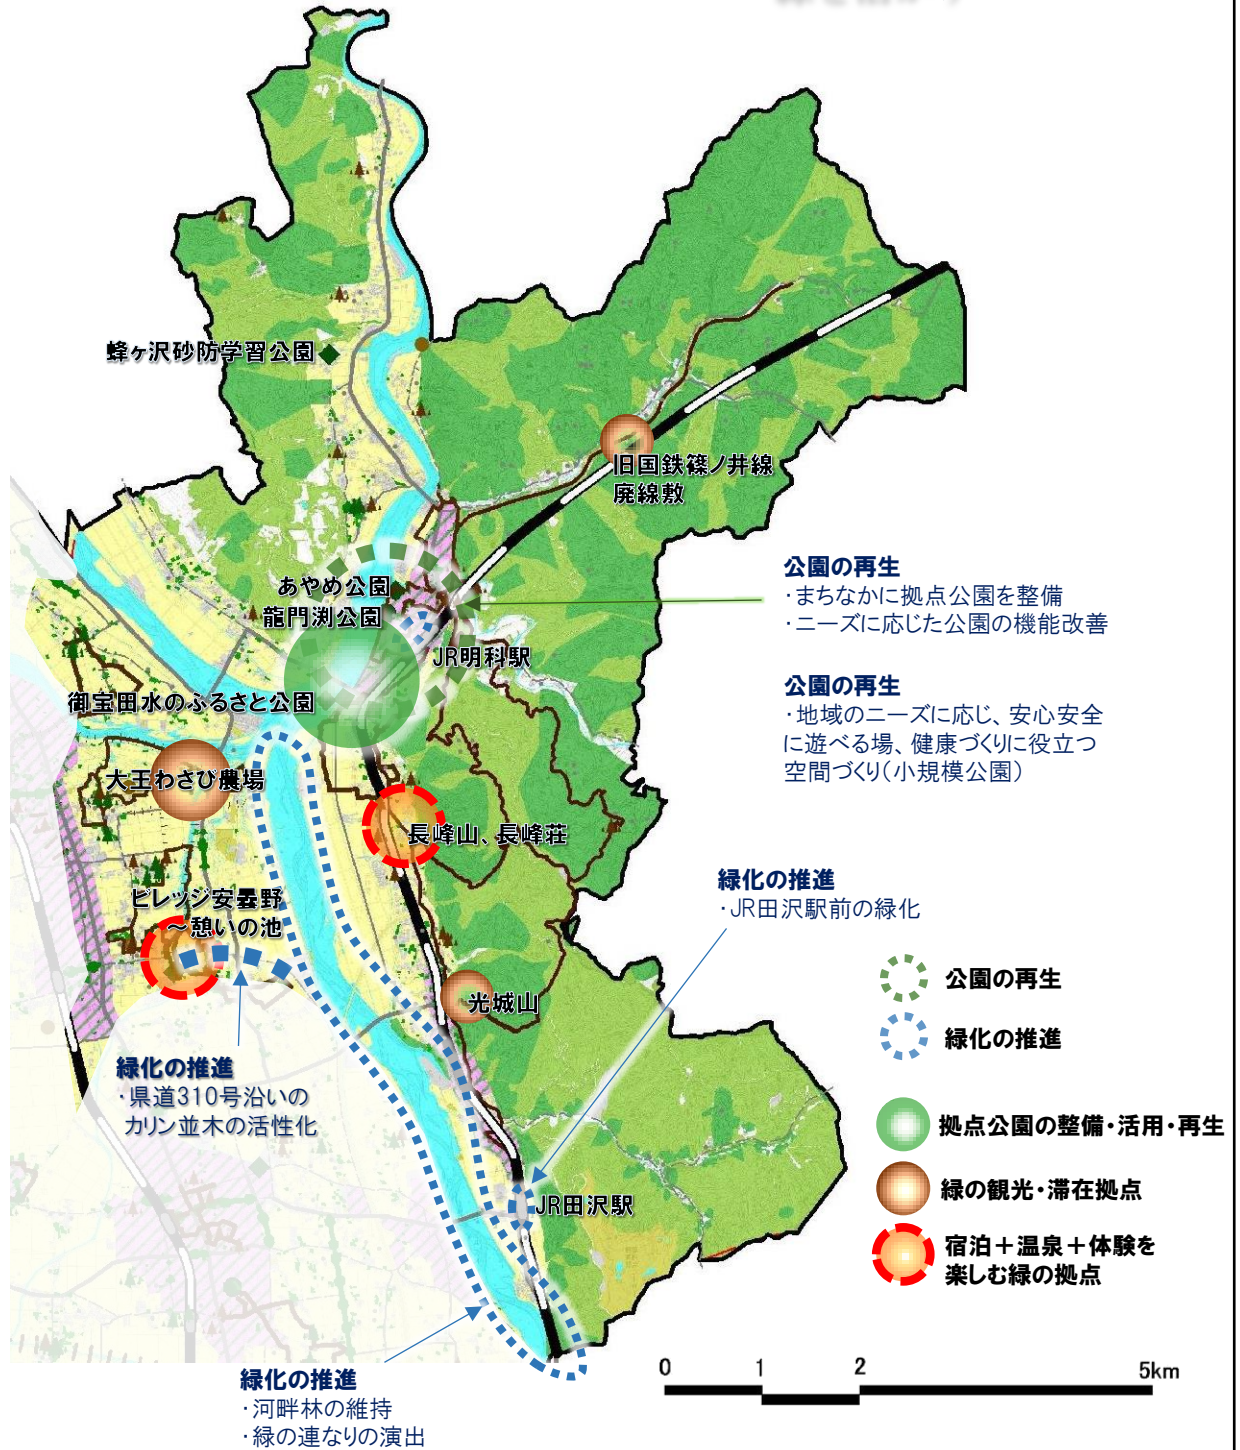 蜂ヶ沢砂防学習公園
旧国鉄篠ノ井線
廃線敷
あやめ公園
龍門渕公園
JR明科駅
御宝田水のふるさと公園
大王わさび農場
長峰山、長峰荘
ビレッジ安曇野
～憩いの池
光城山
JR田沢駅
公園の再生
・まちなかに拠点公園を整備
・ニーズに応じた公園の機能改善
公園の再生
・地域のニーズに応じ、安心安全
に遊べる場、健康づくりに役立つ
空間づくり(小規模公園)
緑化の推進
・JR田沢駅前の緑化
緑化の推進
・県道310号沿いの
カリン並木の活性化
緑化の推進
・河畔林の維持
・緑の連なりの演出
公園の再生
緑化の推進
拠点公園の整備・活用・再生
緑の観光・滞在拠点
宿泊＋温泉＋体験を
楽しむ緑の拠点
0 1 2 5km